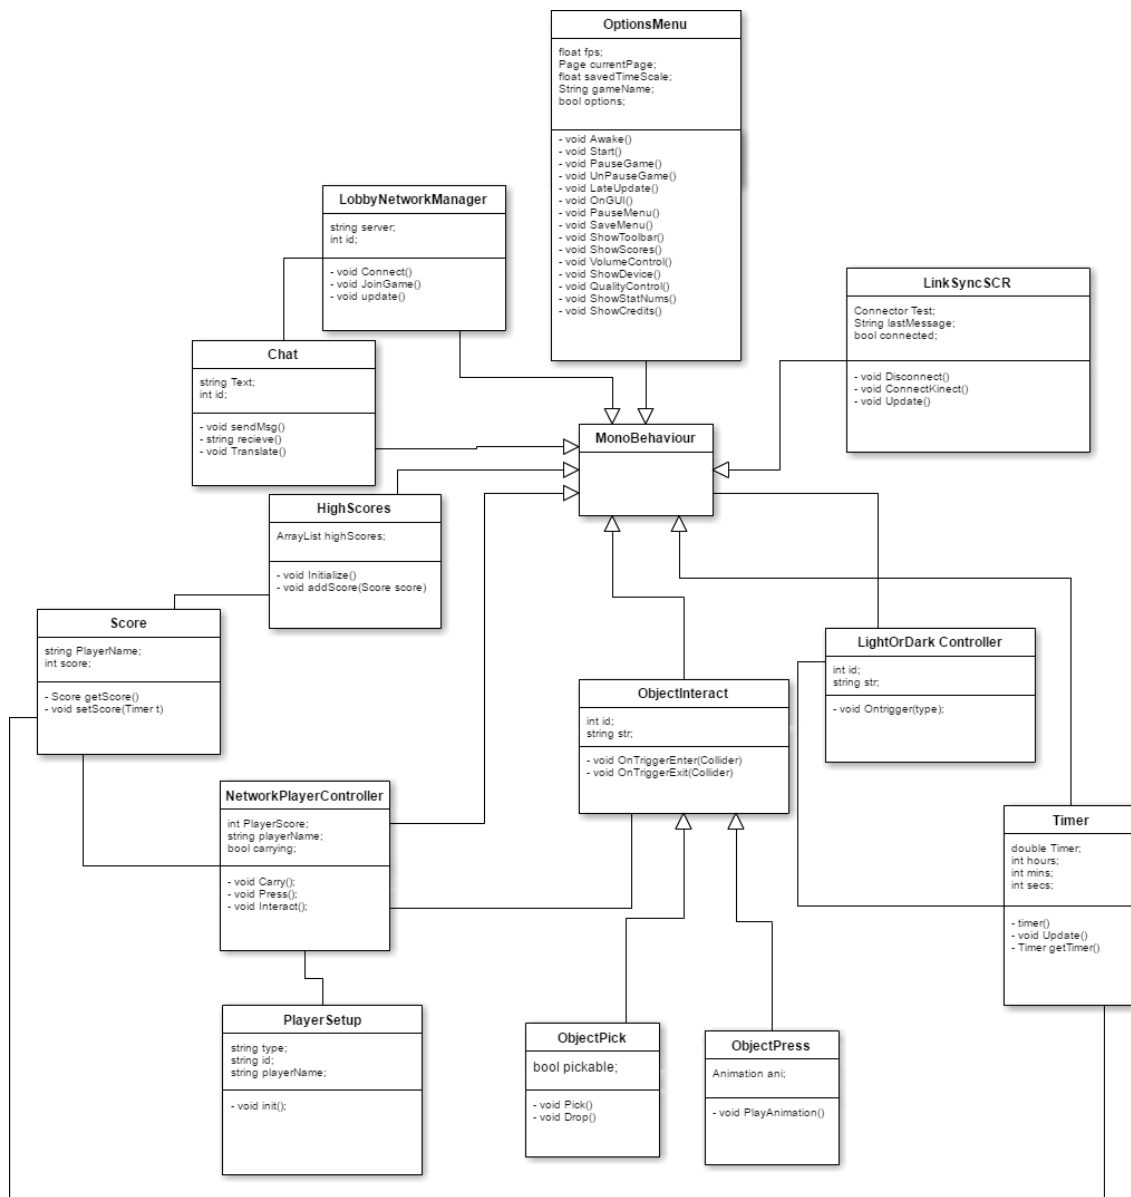 OptionsMenu
float fps;
Page currentPage;
float savedTimeScale;
String gameName;
bool options;
- void Awake()
- void Start()
- void PauseGame()
- void UnPauseGame()
- void LateUpdate()
- void OnGUI()
- void PauseMenu()
- void SaveMenu()
- void ShowToolbar()
- void ShowScores()
- void VolumeControl()
- void ShowDevice()
- void QualityControl()
- void ShowStatNums()
- void ShowCredits()
LobbyNetworkManager
string server;
int id;
- void Connect()
- void JoinGame()
- void update()
LinkSyncSCR
Connector Test;
String lastMessage;
bool connected;
- void Disconnect()
- void ConnectKinect()
- void Update()
Chat
string Text;
int id;
- void sendMsg()
- string recieve()
- void Translate()
MonoBehaviour
HighScores
ArrayList highScores;
- void Initialize()
- void addScore(Score score)
Score
string PlayerName;
int score;
- Score getScore()
- void setScore(Timer t)
LightOrDark Controller
int id;
string str;
- void Ontrigger(type);
ObjectInteract
int id;
string str;
- void OnTriggerEnter(Collider)
- void OnTriggerExit(Collider)
NetworkPlayerController
int PlayerScore;
string playerName;
bool carrying;
- void Carry();
- void Press();
- void Interact();
Timer
double Timer;
int hours;
int mins;
int secs;
- timer()
- void Update()
- Timer getTimer()
PlayerSetup
string type;
string id;
string playerName;
- void init();
ObjectPick
bool pickable;
- void Pick()
- void Drop()
ObjectPress
Animation ani;
- void PlayAnimation()